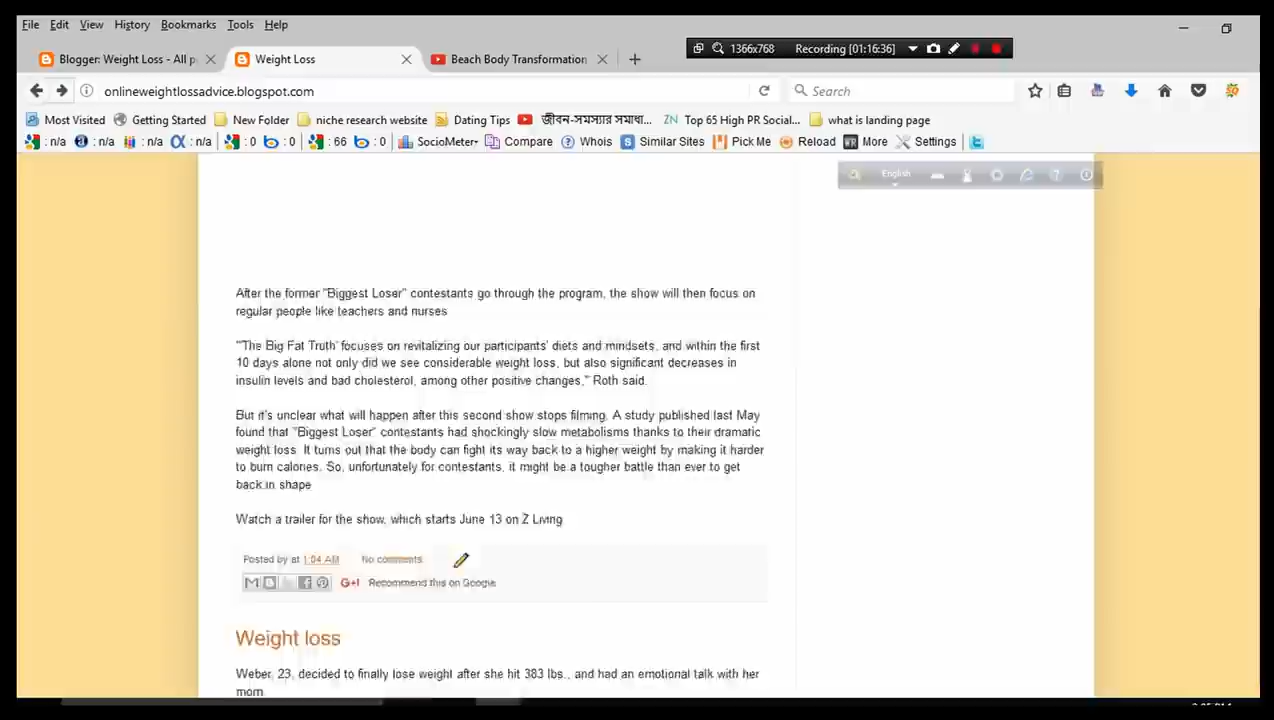 File Edit View History Bookmarks Tools Help
1366x768 Recording [01:16:36]
Blogger: Weight Loss - All p
Weight Loss
Beach Body Transformation
onlineweightlossadvice.blogspot.com
Search
Most Visited Getting Started New Folder niche research website Dating Tips জীবন-সমস্যার সমাধা... ZN Top 65 High PR Social... what is landing page
: n/a : n/a : n/a : n/a : 0 : 0 : 66 : 0 SocioMeter Compare Whois Similar Sites Pick Me Reload More Settings
English
After the former "Biggest Loser" contestants go through the program, the show will then focus on
regular people like teachers and nurses
"'The Big Fat Truth' focuses on revitalizing our participants' diets and mindsets, and within the first
10 days alone not only did we see considerable weight loss, but also significant decreases in
insulin levels and bad cholesterol, among other positive changes," Roth said.
But it's unclear what will happen after this second show stops filming. A study published last May
found that "Biggest Loser" contestants had shockingly slow metabolisms thanks to their dramatic
weight loss. It turns out that the body can fight its way back to a higher weight by making it harder
to burn calories. So, unfortunately for contestants, it might be a tougher battle than ever to get
back in shape
Watch a trailer for the show, which starts June 13 on Z Living
Posted by at 1:04 AM No comments:
G+1 Recommend this on Google
Weight loss
Weber, 23, decided to finally lose weight after she hit 383 lbs., and had an emotional talk with her
mom